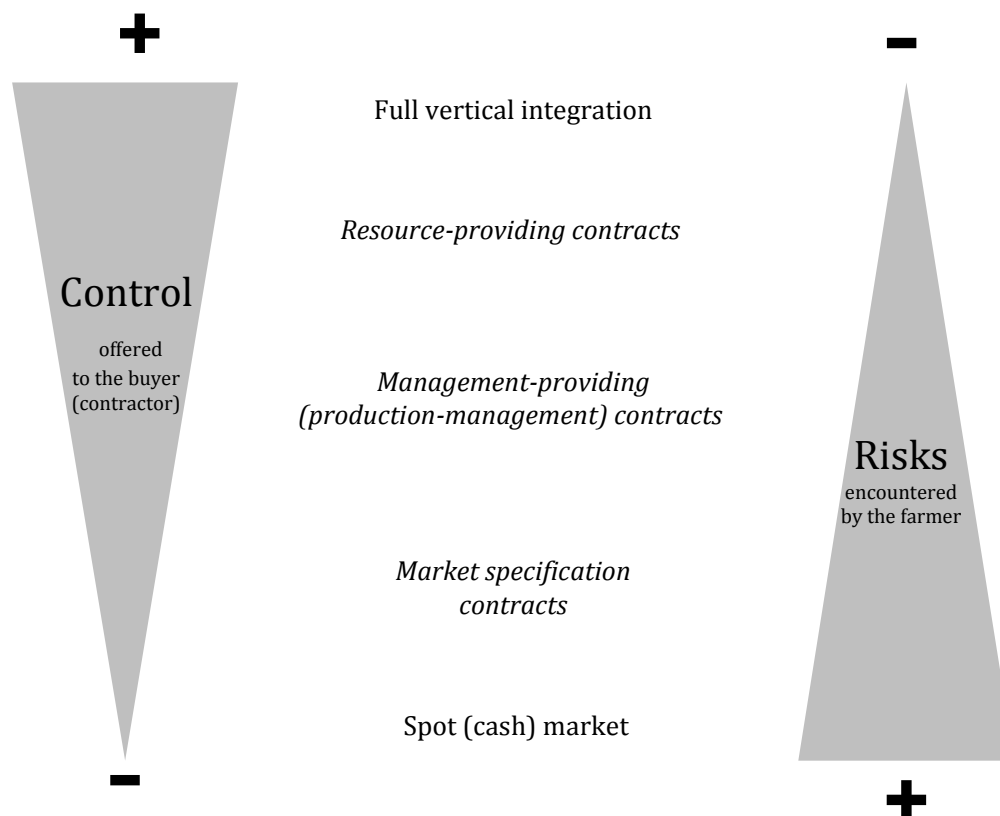 +
-
Full vertical integration
Resource-providing contracts
Control
offered
to the buyer
(contractor)
Management-providing
(production-management) contracts
Risks
encountered
by the farmer
Market specification
contracts
Spot (cash) market
-
+